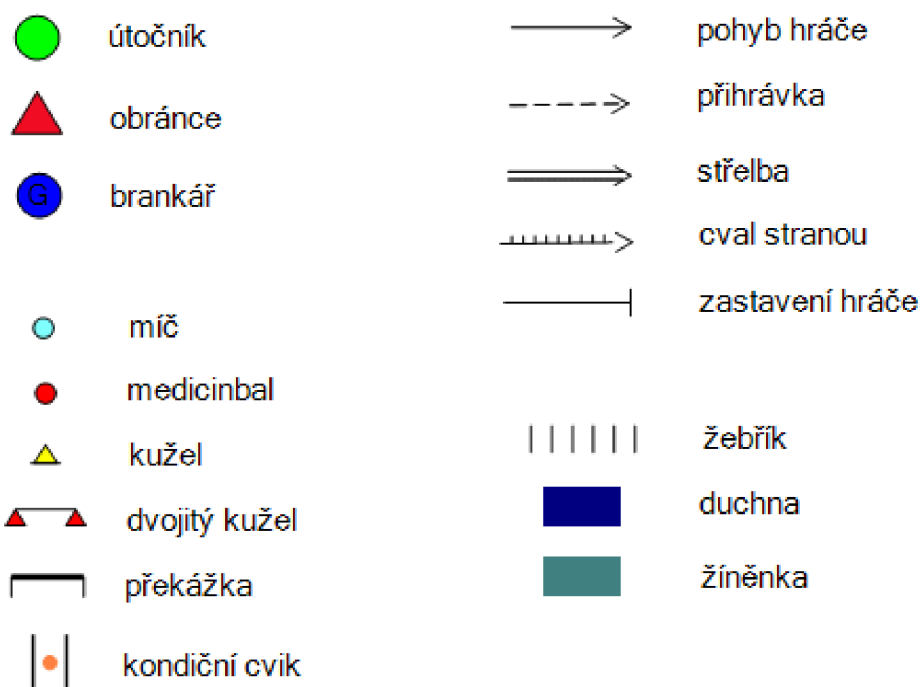 útočník
obránce
G
brankář
míč
medicinbal
kužel
dvojitý kužel
překážka
kondiční cvik
pohyb hráče
přihrávka
střelba
cval stranou
zastavení hráče
žebřík
duchna
žíněnka